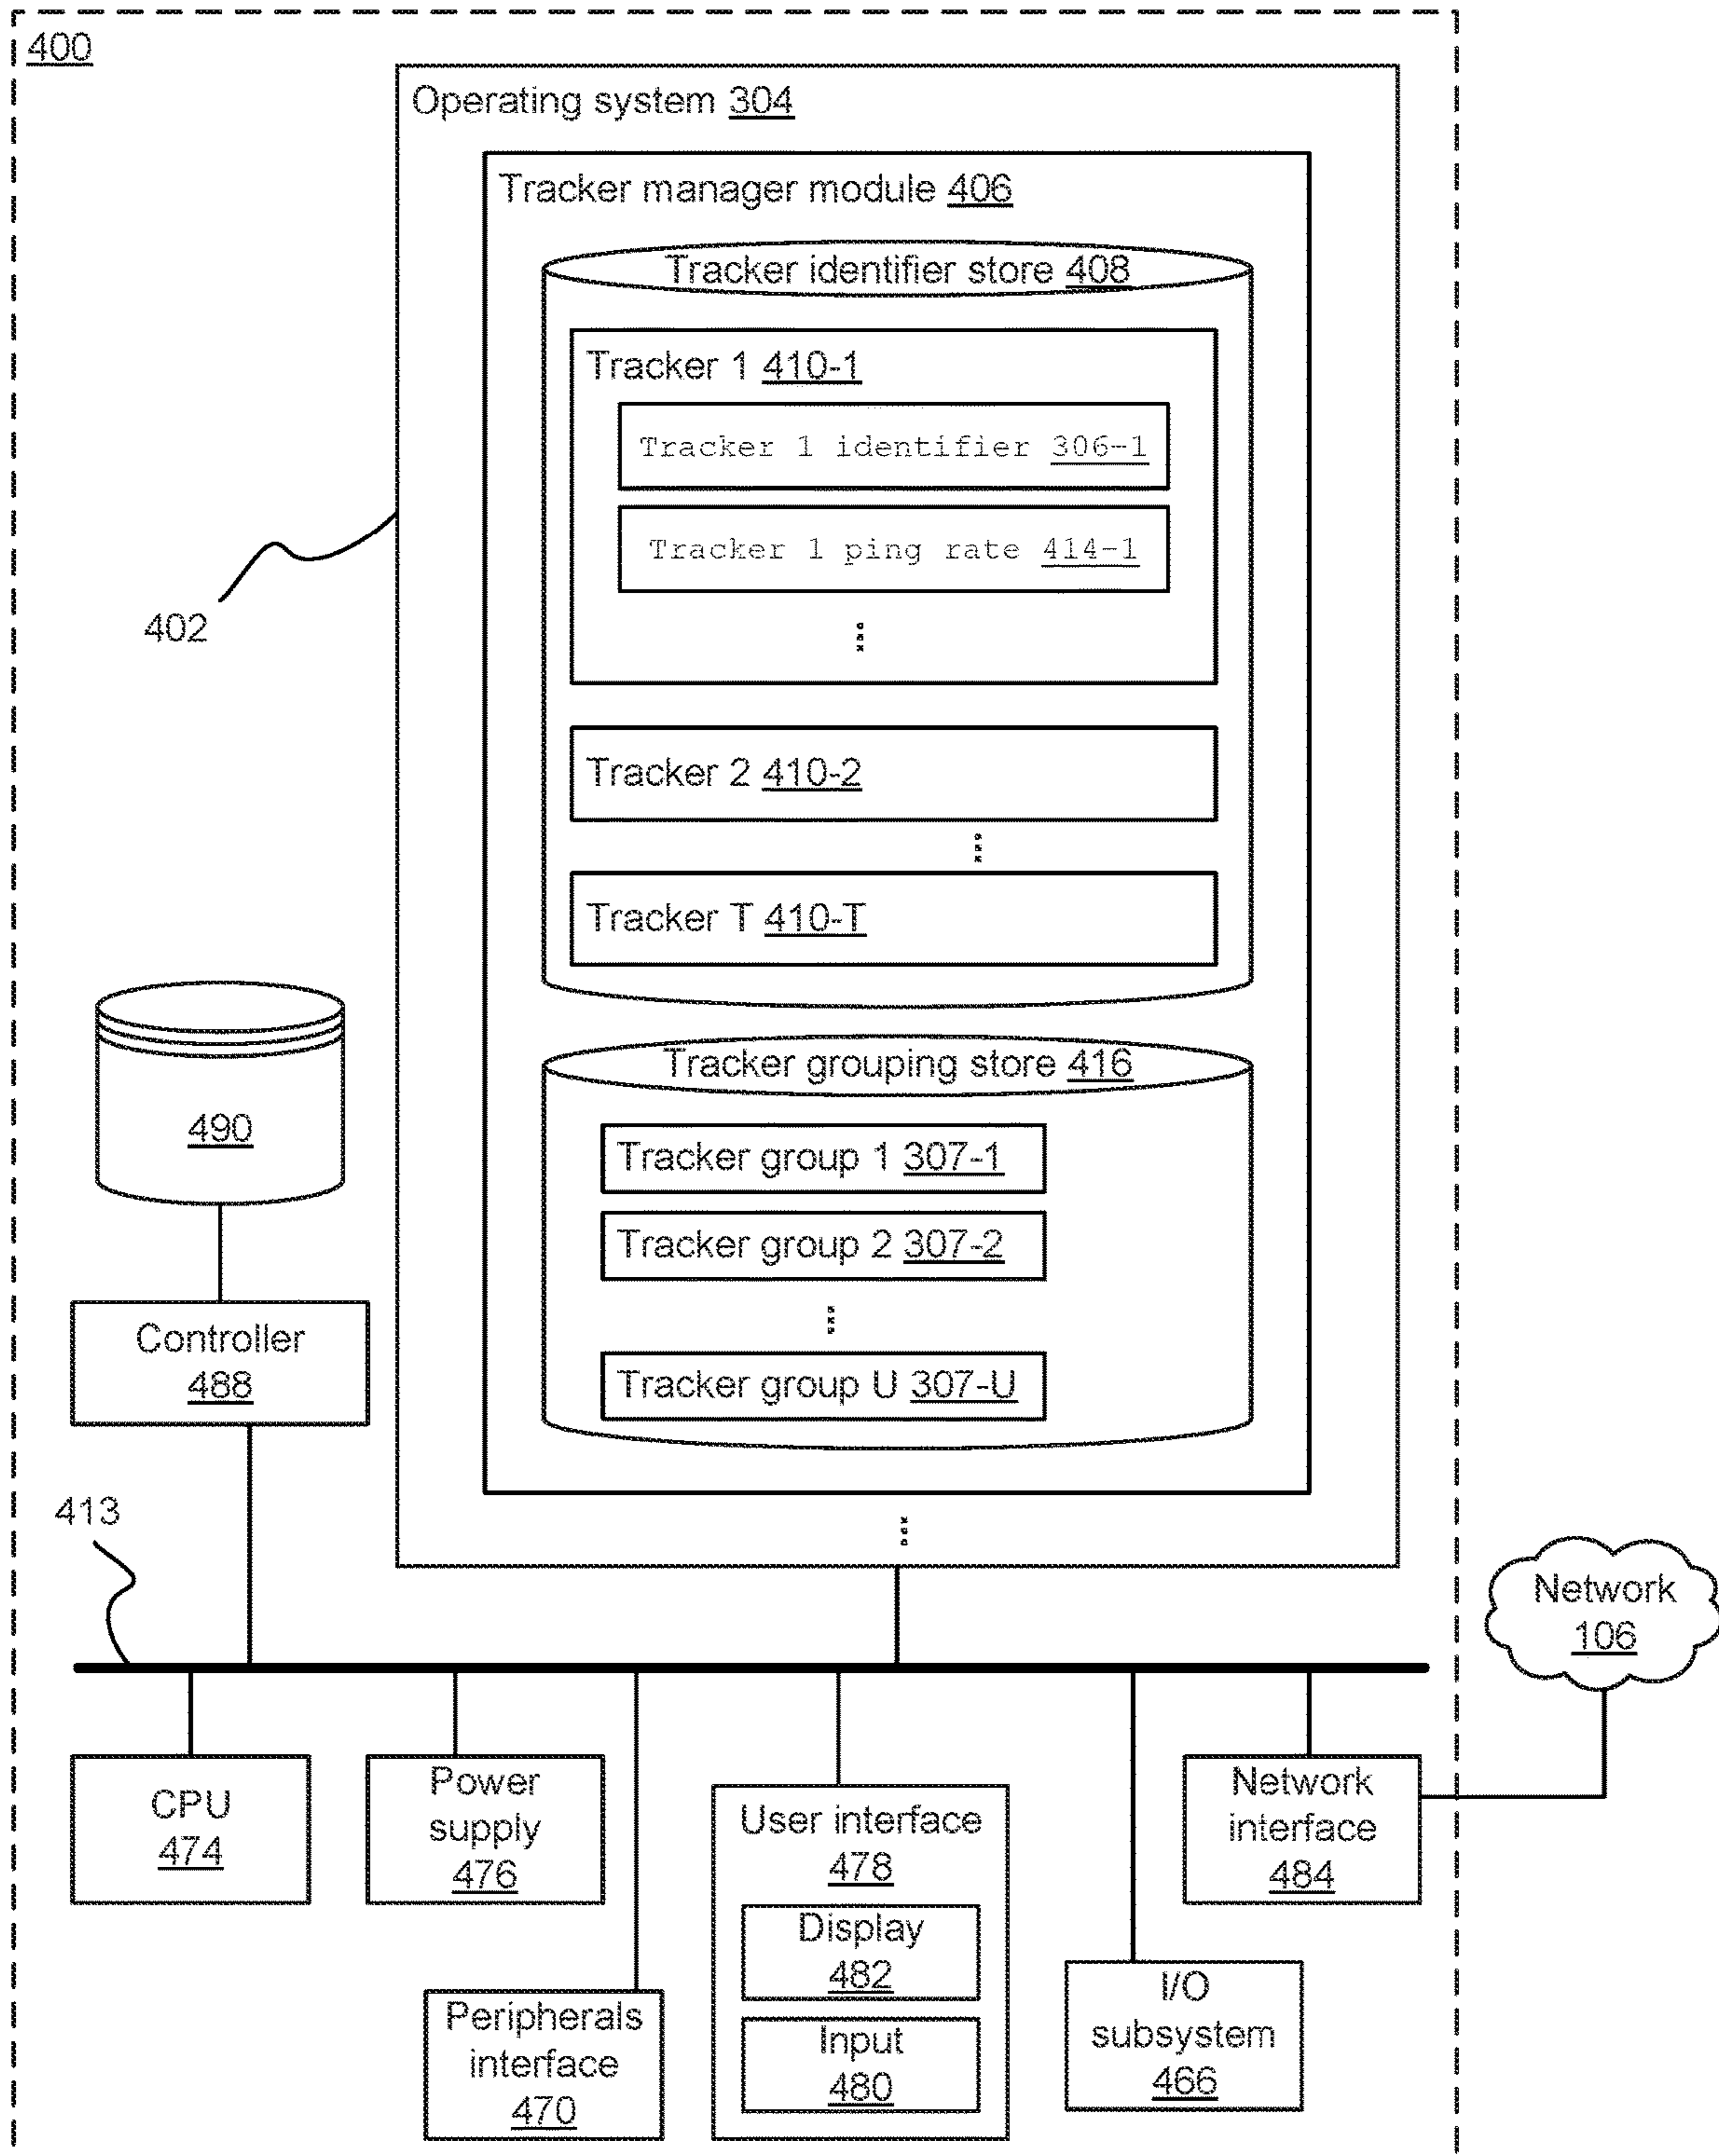 400
Operating system 304
Tracker manager module 406
Tracker identifier store 408
Tracker 1 410-1
Tracker 1 identifier 306-1
Tracker 1 ping rate 414-1
402
Tracker 2 410-2
Tracker T 410-T
490
Tracker grouping store 416
Tracker group 1 307-1
Tracker group 2 307-2
Controller
488
Tracker group U 307-U
413
Network
106
CPU
474
Power
supply
476
User interface
478
Display
482
Input
480
Network
interface
484
Peripherals
interface
470
I/O
subsystem
466